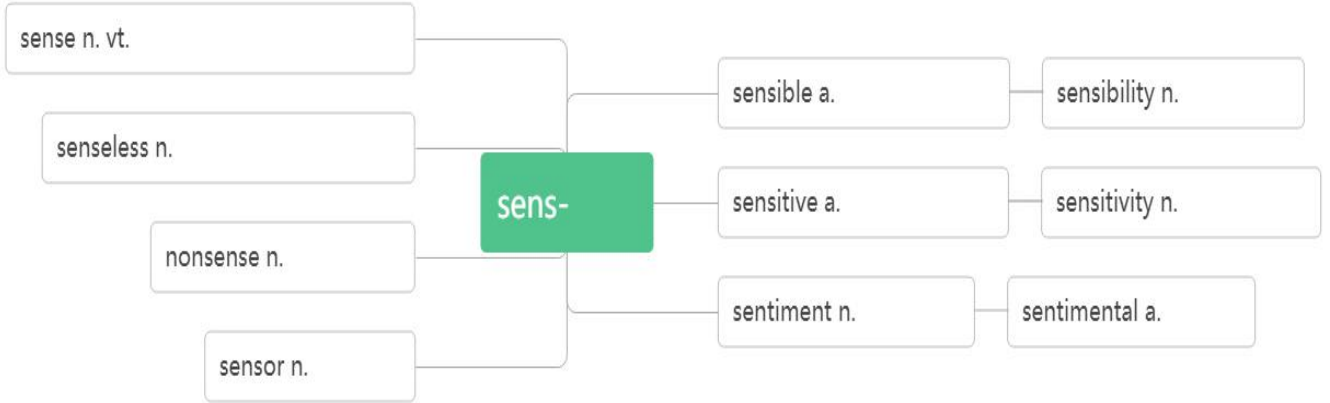 sense n. vt.
senseless n.
nonsense n.
sensor n.
sens-
sensible a.
sensibility n.
sensitive a.
sensitivity n.
sentiment n.
sentimental a.